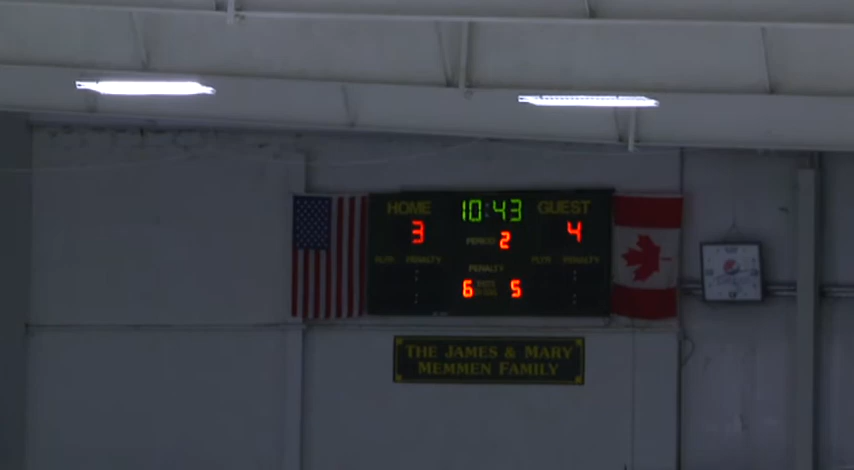 HOME 10:43 GUEST
3 PERIOD 2 4
PLYR PENALTY PLYR PENALTY
PENALTY
6 5
THE JAMES & MARY
MEMMEN FAMILY